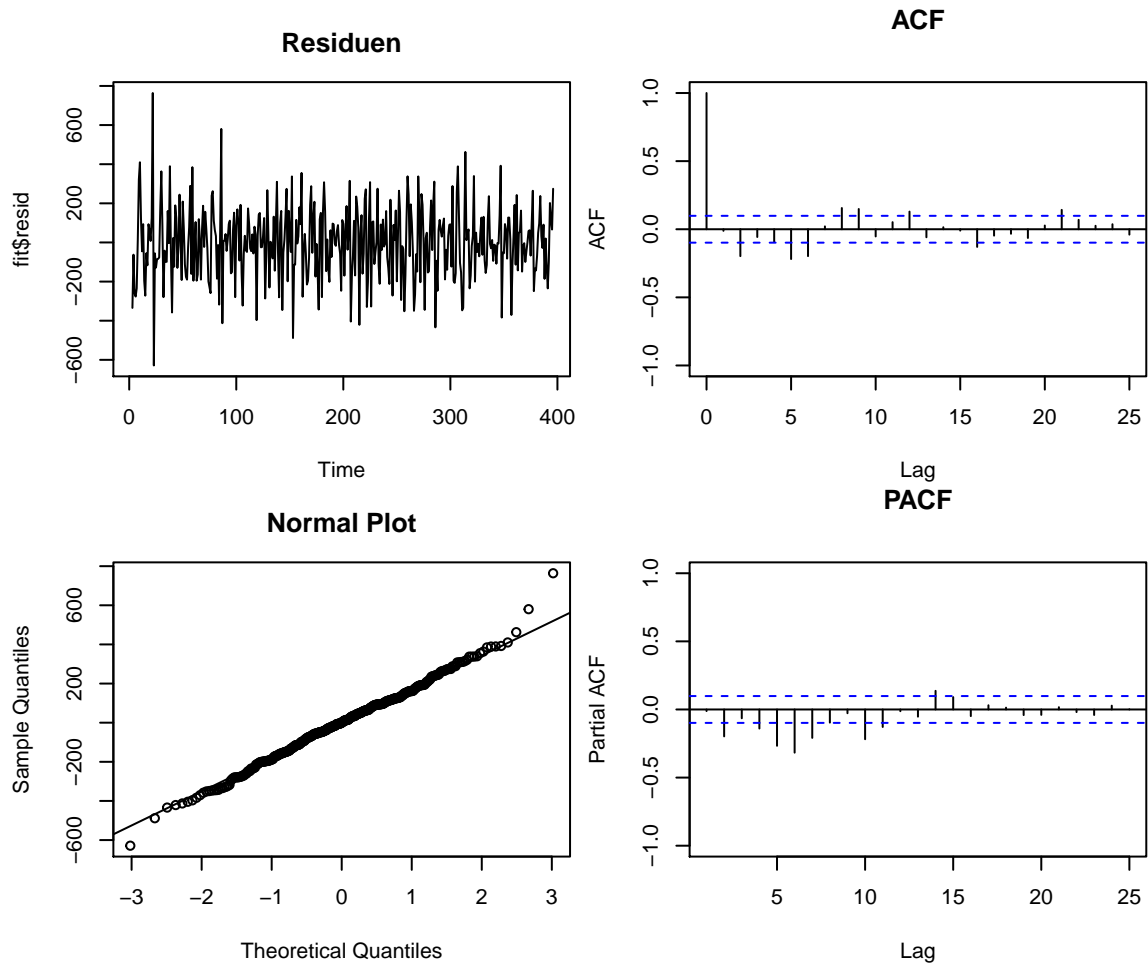 Residuen
fit$resid
600
200
−200
−600
0 100 200 300 400
Time
ACF
ACF
1.0
0.5
0.0
−0.5
−1.0
0 5 10 15 20 25
Lag
Normal Plot
Sample Quantiles
600
200
−200
−600
−3 −2 −1 0 1 2 3
Theoretical Quantiles
PACF
Partial ACF
1.0
0.5
0.0
−0.5
−1.0
5 10 15 20 25
Lag